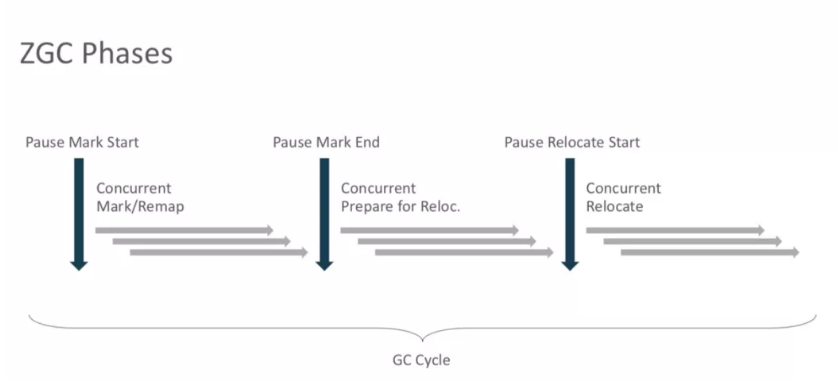 ZGC Phases
Pause Mark Start
Pause Mark End
Pause Relocate Start
Concurrent
Mark/Remap
Concurrent
Prepare for Reloc.
Concurrent
Relocate
GC Cycle